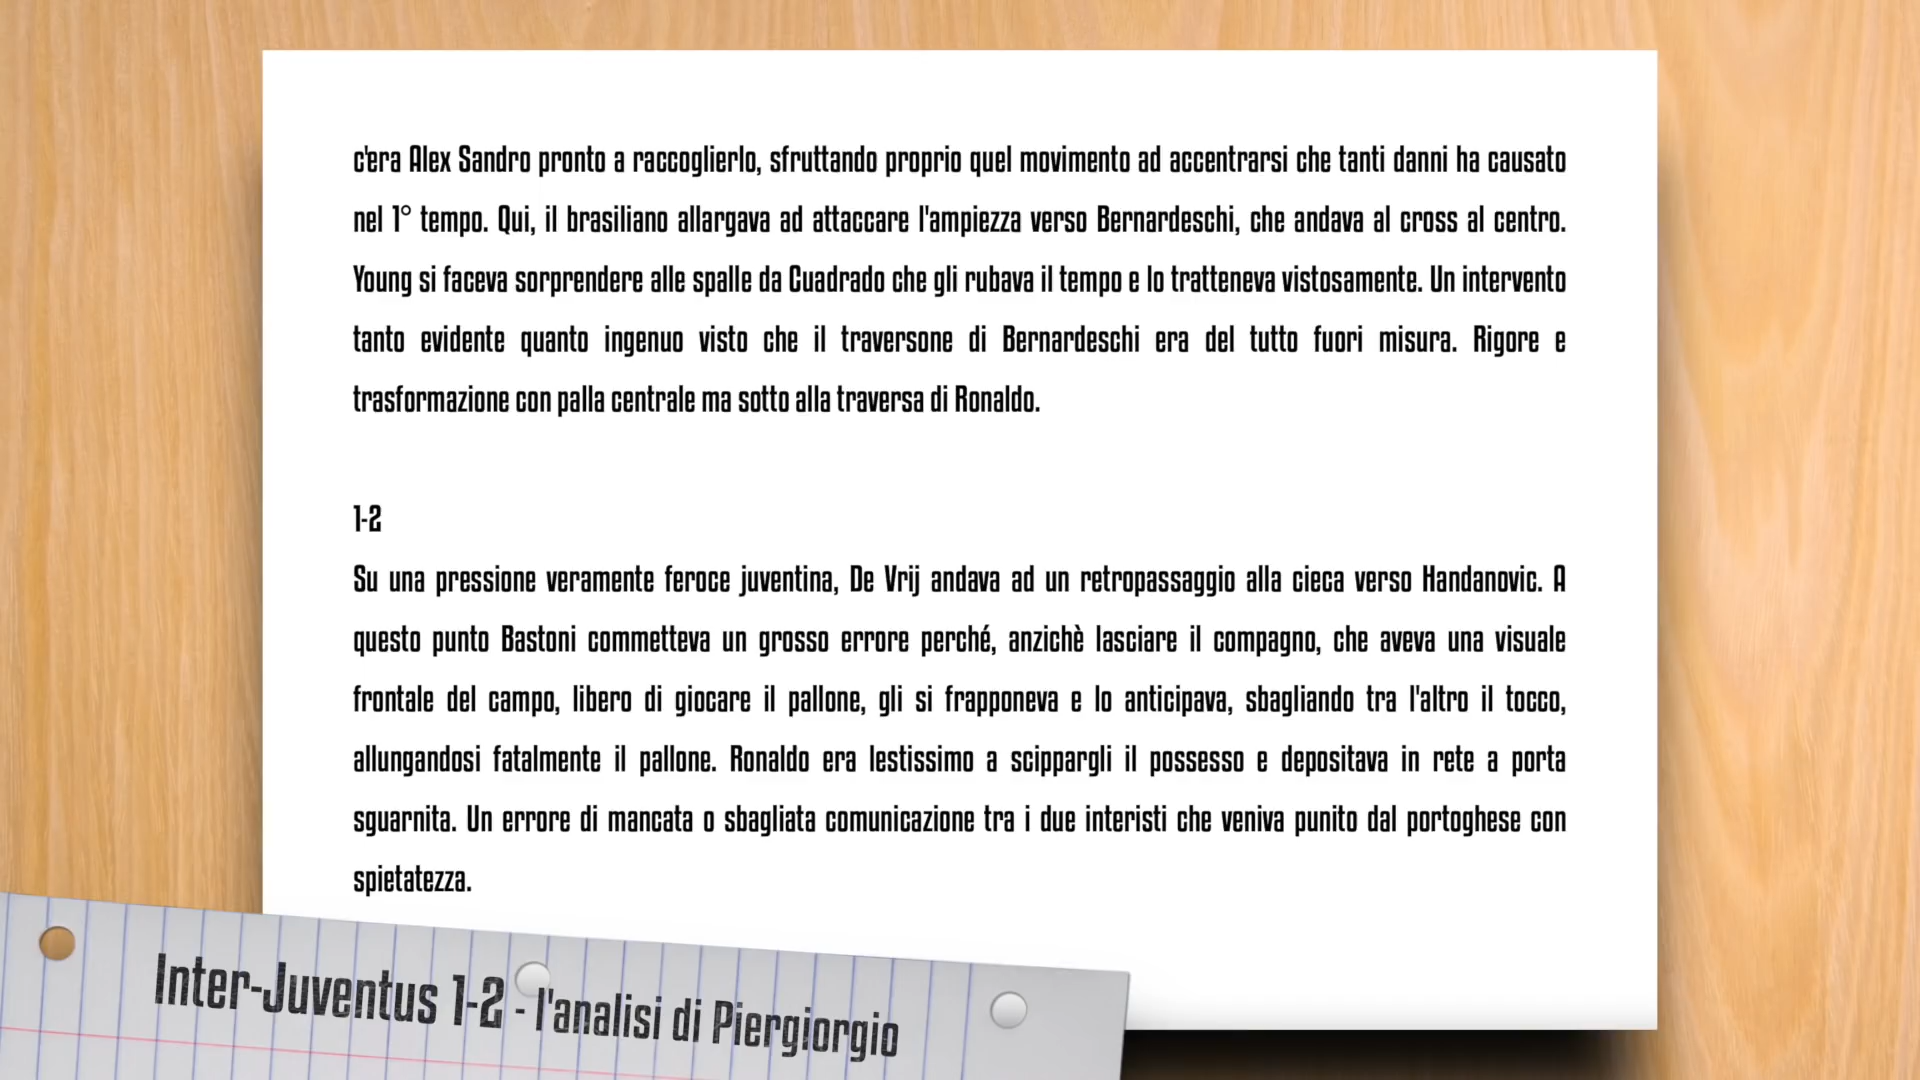 c'era Alex Sandro pronto a raccoglierlo, sfruttando proprio quel movimento ad accentrarsi che tanti danni ha causato
nel 1° tempo. Qui, il brasiliano allargava ad attaccare l'ampiezza verso Bernardeschi, che andava al cross al centro.
Young si faceva sorprendere alle spalle da Cuadrado che gli rubava il tempo e lo tratteneva vistosamente. Un intervento
tanto evidente quanto ingenuo visto che il traversone di Bernardeschi era del tutto fuori misura. Rigore e
trasformazione con palla centrale ma sotto alla traversa di Ronaldo.
1-2
Su una pressione veramente feroce juventina, De Vrij andava ad un retropassaggio alla cieca verso Handanovic. A
questo punto Bastoni commetteva un grosso errore perché, anzichè lasciare il compagno, che aveva una visuale
frontale del campo, libero di giocare il pallone, gli si frapponeva e lo anticipava, sbagliando tra l'altro il tocco,
allungandosi fatalmente il pallone. Ronaldo era lestissimo a scippargli il possesso e depositava in rete a porta
sguarnita. Un errore di mancata o sbagliata comunicazione tra i due interisti che veniva punito dal portoghese con
spietatezza.
Inter-Juventus 1-2 - l'analisi di Piergiorgio